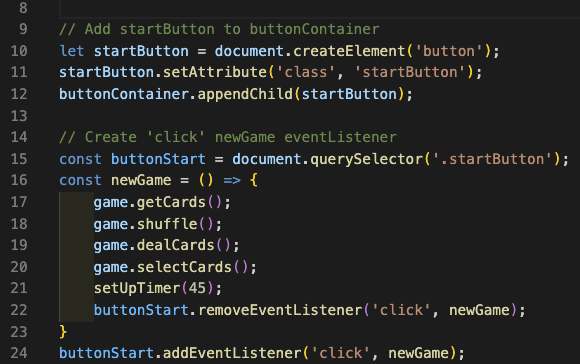 8
9 // Add startButton to buttonContainer
10 let startButton = document.createElement('button');
11 startButton.setAttribute('class', 'startButton');
12 buttonContainer.appendChild(startButton);
13
14 // Create 'click' newGame eventListener
15 const buttonStart = document.querySelector('.startButton');
16 const newGame = () => {
17     game.getCards();
18     game.shuffle();
19     game.dealCards();
20     game.selectCards();
21     setUpTimer(45);
22     buttonStart.removeEventListener('click', newGame);
23 }
24 buttonStart.addEventListener('click', newGame);